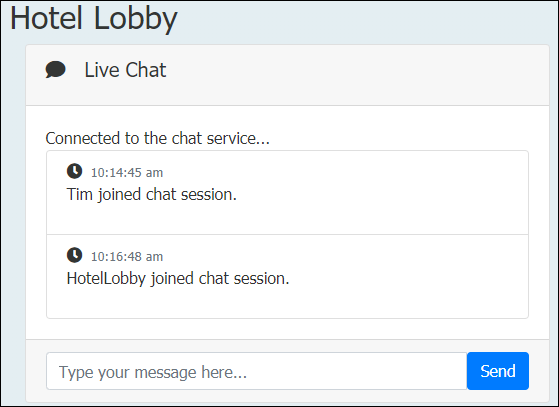 Hotel Lobby
Live Chat
Connected to the chat service...
10:14:45 am
Tim joined chat session.
10:16:48 am
HotelLobby joined chat session.
Type your message here...
Send